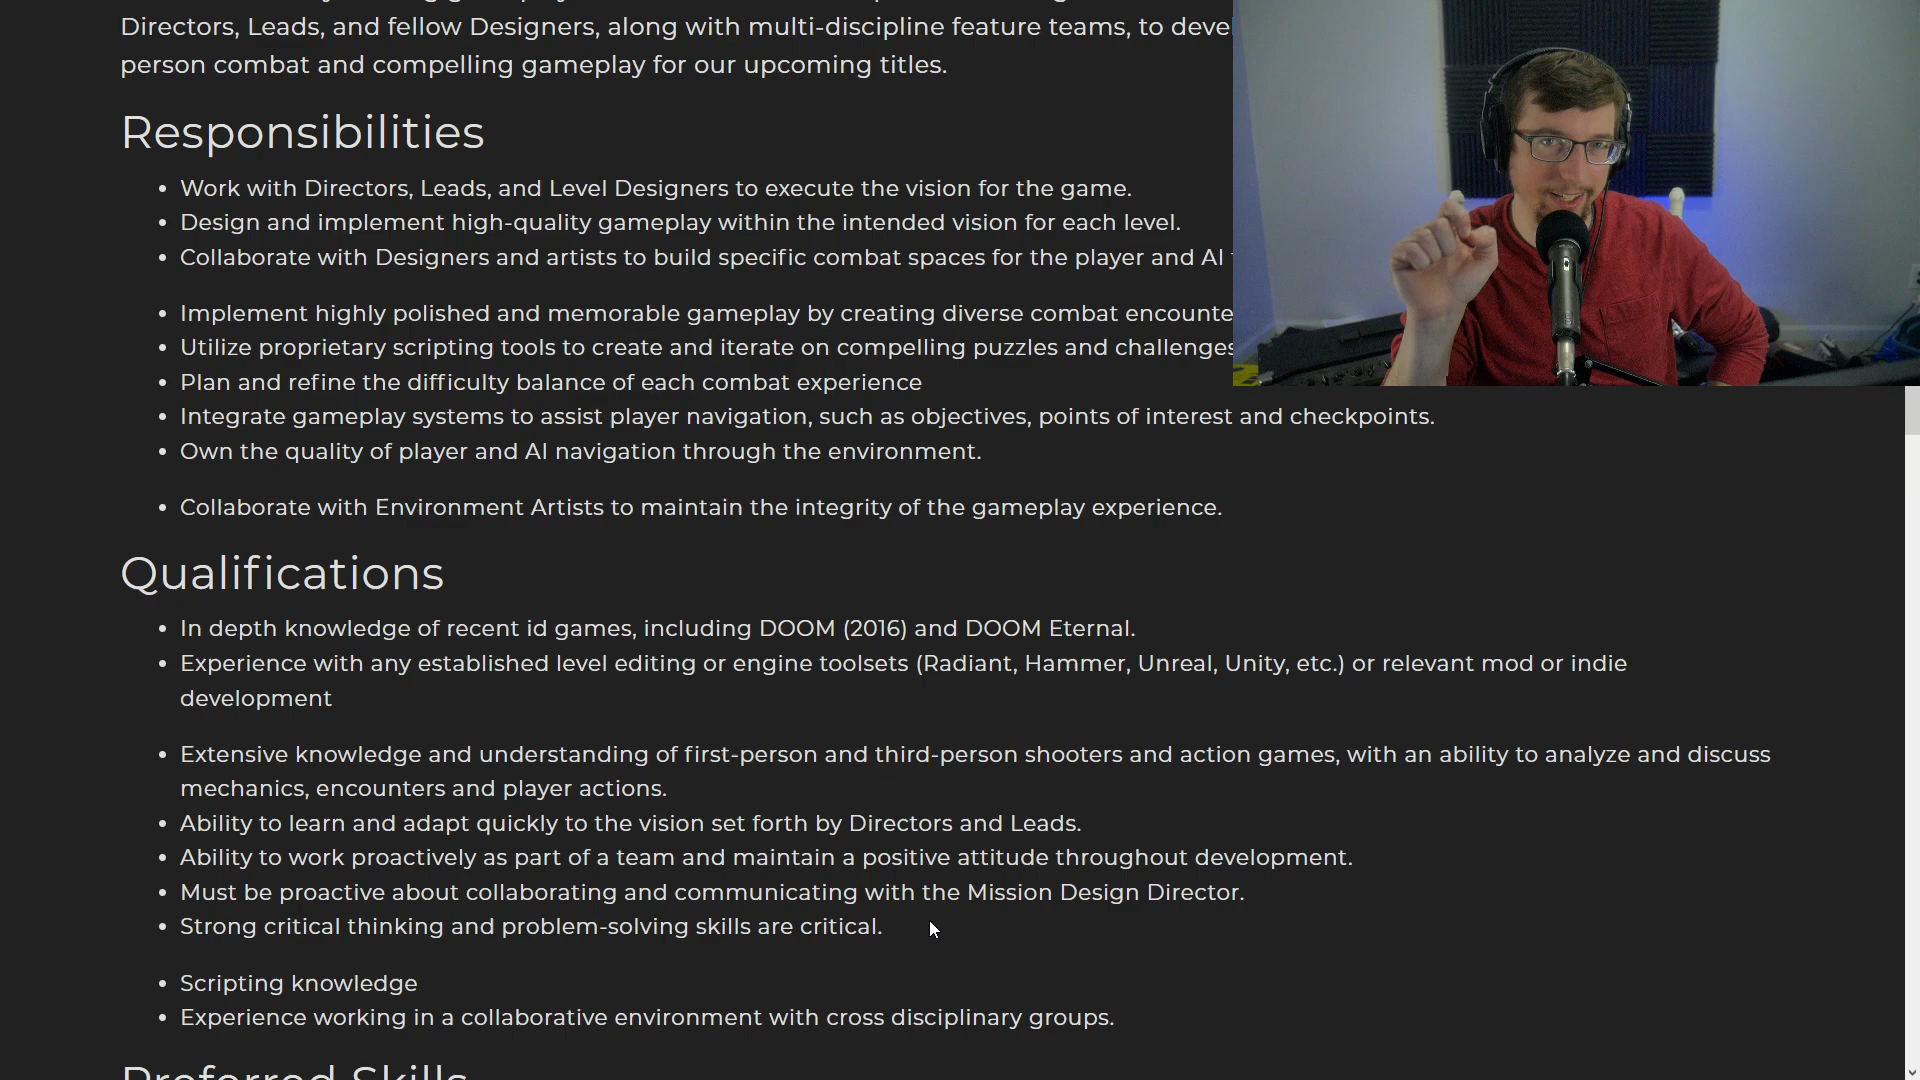 Directors, Leads, and fellow Designers, along with multi-discipline feature teams, to
person combat and compelling gameplay for our upcoming titles.
Responsibilities
• Work with Directors, Leads, and Level Designers to execute the vision for the game.
• Design and implement high-quality gameplay within the intended vision for each level.
• Collaborate with Designers and artists to build specific combat spaces for the player and AI
• Implement highly polished and memorable gameplay by creating diverse combat
• Utilize proprietary scripting tools to create and iterate on compelling puzzles and challenges
• Plan and refine the difficulty balance of each combat experience
• Integrate gameplay systems to assist player navigation, such as objectives, points of interest and checkpoints.
• Own the quality of player and AI navigation through the environment.
• Collaborate with Environment Artists to maintain the integrity of the gameplay experience.
Qualifications
• In depth knowledge of recent id games, including DOOM (2016) and DOOM Eternal.
• Experience with any established level editing or engine toolsets (Radiant, Hammer, Unreal, Unity, etc.) or relevant mod or indie
development
• Extensive knowledge and understanding of first-person and third-person shooters and action games, with an ability to analyze and discuss
mechanics, encounters and player actions.
• Ability to learn and adapt quickly to the vision set forth by Directors and Leads.
• Ability to work proactively as part of a team and maintain a positive attitude throughout development.
• Must be proactive about collaborating and communicating with the Mission Design Director.
• Strong critical thinking and problem-solving skills are critical.
• Scripting knowledge
• Experience working in a collaborative environment with cross disciplinary groups.
Preferred Skills